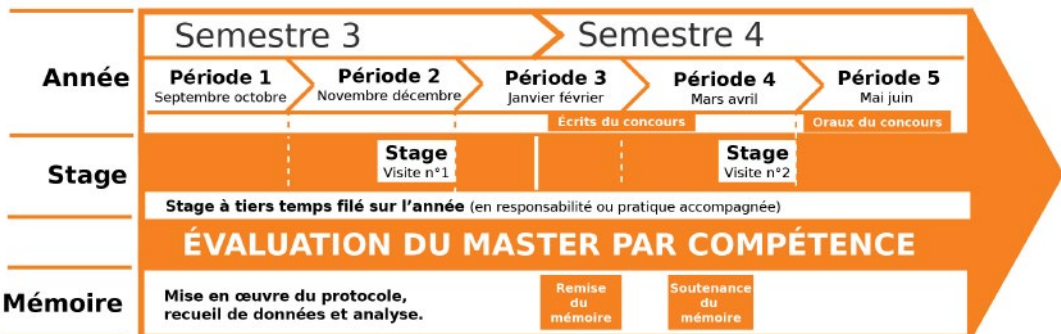 Semestre 3
Semestre 4
Année
Période 1
Septembre octobre
Période 2
Novembre décembre
Période 3
Janvier février
Période 4
Mars avril
Période 5
Mai juin
Écrits du concours
Oraux du concours
Stage
Stage
Visite n°1
Stage
Visite n°2
Stage à tiers temps filé sur l’année (en responsabilité ou pratique accompagnée)
ÉVALUATION DU MASTER PAR COMPÉTENCE
Mémoire
Mise en œuvre du protocole,
recueil de données et analyse.
Remise
du
mémoire
Soutenance
du
mémoire